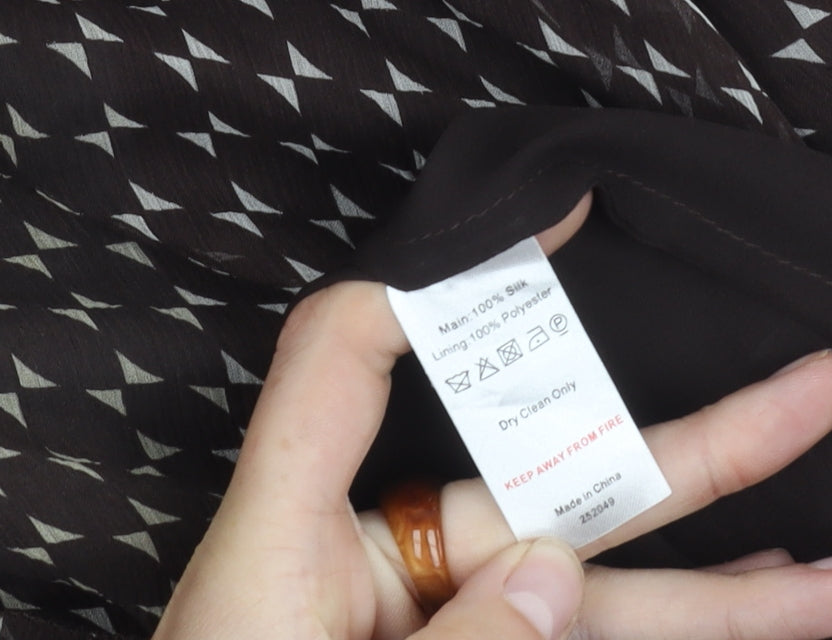 Main:100% Silk
Lining:100% Polyester
P
Dry Clean Only
KEEP AWAY FROM FIRE
Made in China
252049